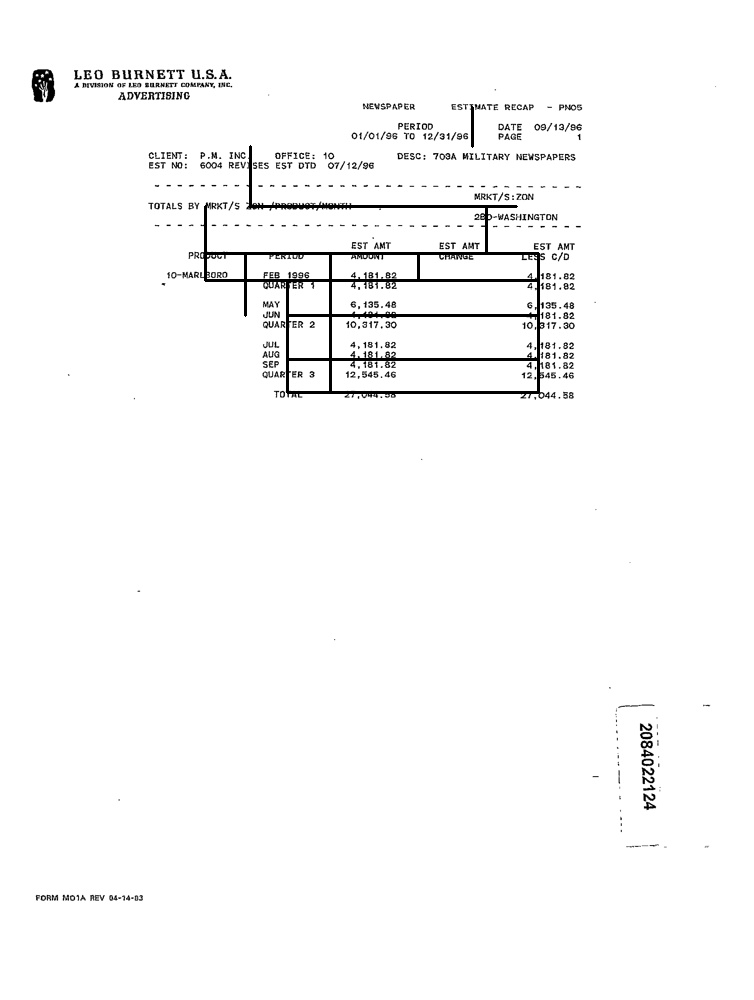 LEO BURNETT U.S.A.
A DIVISION OF LEO BURNETT COMPANY, INC.
ADVERTISING
NEWSPAPER ESTIMATE RECAP - PN05
PERIOD DATE 09/13/96
01/01/96 TO 12/31/96 PAGE 1
CLIENT: P.M. INC. OFFICE: 10 DESC: 709A MILITARY NEWSPAPERS
EST NO: 6004 REVISES EST DTD 07/12/96
MRKT/S:ZON
TOTALS BY MRKT/S ZON /PRODUCT/MONTH
280-WASHINGTON
EST AMT EST AMT EST AMT
PRODUCT PERIOD AMOUNT CHANGE LESS C/D
10-MARLBORO FEB 1996 4,181.82 4,181.82
QUARTER 1 4,181.82 4,181.82
MAY 6,135.48 6,135.48
JUN 4,181.82
QUARTER 2 10,317.30 10,317.30
JUL 4,181.82 4,181.82
AUG 4,181.82 4,181.82
SEP 4,181.82 4,181.82
QUARTER 3 12,545.46 12,545.46
TOTAL 27,044.58 27,044.58
2084022124
FORM M01A REV 04-14-83